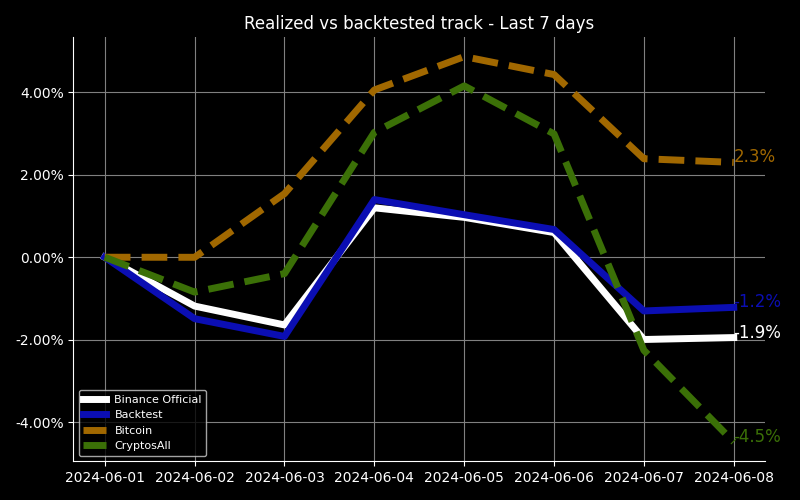 Realized vs backtested track - Last 7 days
4.00%
2.00%
0.00%
-2.00%
-4.00%
2.3%
-1.2%
-1.9%
-4.5%
Binance Official
Backtest
Bitcoin
CryptosAll
2024-06-01 2024-06-02 2024-06-03 2024-06-04 2024-06-05 2024-06-06 2024-06-07 2024-06-08